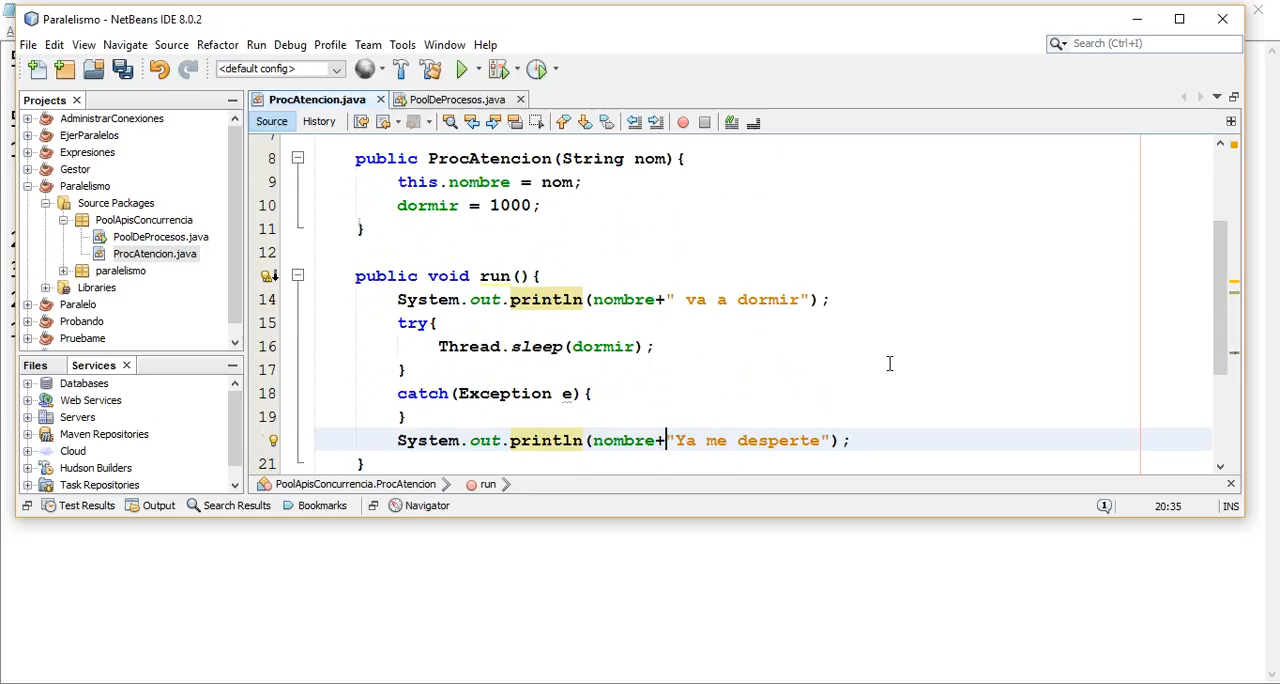 Paralelismo - NetBeans IDE 8.0.2
File Edit View Navigate Source Refactor Run Debug Profile Team Tools Window Help
Search (Ctrl+I)
<default config>
Projects
AdministrarConexiones
EjerParalelos
Expresiones
Gestor
Paralelismo
Source Packages
PoolApisConcurrencia
PoolDeProcesos.java
ProcAtencion.java
paralelismo
Libraries
Paralelo
Probando
Pruebame
Files Services
Databases
Web Services
Servers
Maven Repositories
Cloud
Hudson Builders
Task Repositories
ProcAtencion.java PoolDeProcesos.java
Source History
7
8 public ProcAtencion(String nom){
9 this.nombre = nom;
10 dormir = 1000;
11 }
12
public void run(){
14 System.out.println(nombre+" va a dormir");
15 try{
16 Thread.sleep(dormir);
17 }
18 catch(Exception e){
19 }
System.out.println(nombre+"Ya me desperte");
21 }
PoolApisConcurrencia.ProcAtencion run
Test Results Output Search Results Bookmarks Navigator 1 20:35 INS